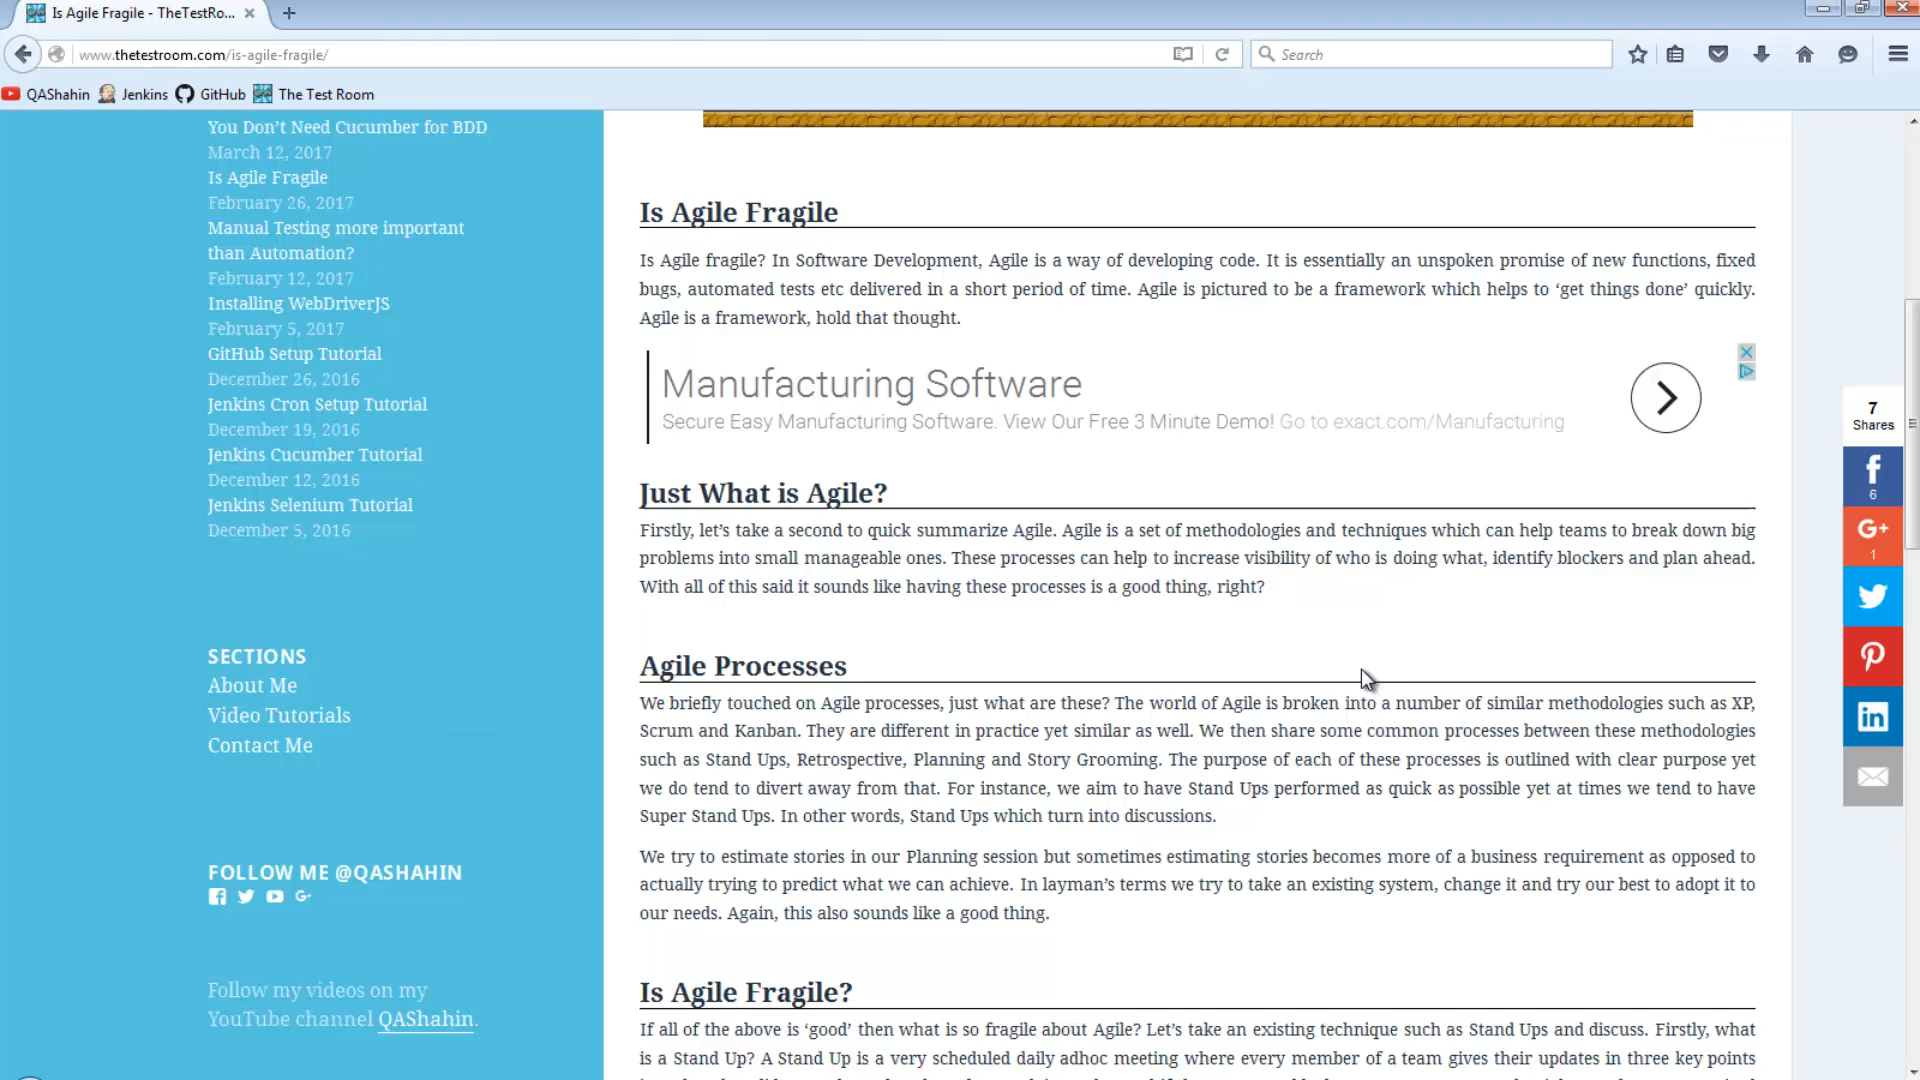 Is Agile Fragile - TheTestRo...
www.thetestroom.com/is-agile-fragile/
Search
QAShahin
Jenkins
GitHub
The Test Room
You Don't Need Cucumber for BDD
March 12, 2017
Is Agile Fragile
February 26, 2017
Manual Testing more important
than Automation?
February 12, 2017
Installing WebDriverJS
February 5, 2017
GitHub Setup Tutorial
December 26, 2016
Jenkins Cron Setup Tutorial
December 19, 2016
Jenkins Cucumber Tutorial
December 12, 2016
Jenkins Selenium Tutorial
December 5, 2016
SECTIONS
About Me
Video Tutorials
Contact Me
FOLLOW ME @QASHAHIN
Follow my videos on my
YouTube channel QAShahin.
Is Agile Fragile
Is Agile fragile? In Software Development, Agile is a way of developing code. It is essentially an unspoken promise of new functions, fixed
bugs, automated tests etc delivered in a short period of time. Agile is pictured to be a framework which helps to ‘get things done’ quickly.
Agile is a framework, hold that thought.
Manufacturing Software
Secure Easy Manufacturing Software. View Our Free 3 Minute Demo! Go to exact.com/Manufacturing
Just What is Agile?
Firstly, let's take a second to quick summarize Agile. Agile is a set of methodologies and techniques which can help teams to break down big
problems into small manageable ones. These processes can help to increase visibility of who is doing what, identify blockers and plan ahead.
With all of this said it sounds like having these processes is a good thing, right?
Agile Processes
We briefly touched on Agile processes, just what are these? The world of Agile is broken into a number of similar methodologies such as XP,
Scrum and Kanban. They are different in practice yet similar as well. We then share some common processes between these methodologies
such as Stand Ups, Retrospective, Planning and Story Grooming. The purpose of each of these processes is outlined with clear purpose yet
we do tend to divert away from that. For instance, we aim to have Stand Ups performed as quick as possible yet at times we tend to have
Super Stand Ups. In other words, Stand Ups which turn into discussions.
We try to estimate stories in our Planning session but sometimes estimating stories becomes more of a business requirement as opposed to
actually trying to predict what we can achieve. In layman's terms we try to take an existing system, change it and try our best to adopt it to
our needs. Again, this also sounds like a good thing.
Is Agile Fragile?
If all of the above is ‘good’ then what is so fragile about Agile? Let's take an existing technique such as Stand Ups and discuss. Firstly, what
is a Stand Up? A Stand Up is a very scheduled daily adhoc meeting where every member of a team gives their updates in three key points
7
Shares
6
G+
1